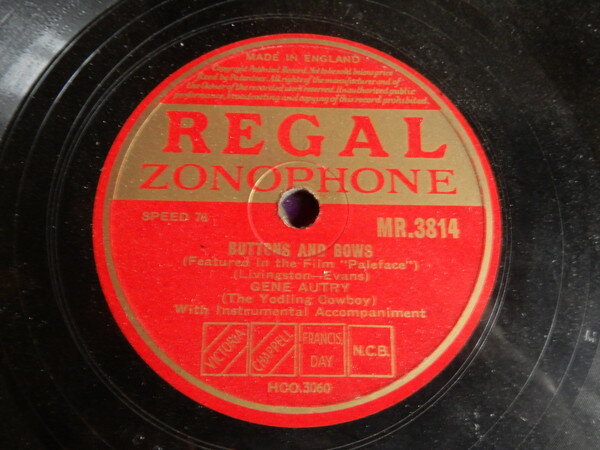 MADE IN ENGLAND
REGAL
ZONOPHONE
SPEED 78
MR.3814
BUTTONS AND BOWS
(Featured in the Film "Paleface")
(Livingston—Evans)
GENE AUTRY
(The Yodling Cowboy)
With Instrumental Accompaniment
VICTORIA
CHAPPELL
FRANCIS
DAY
N.C.B.
HCO.3060